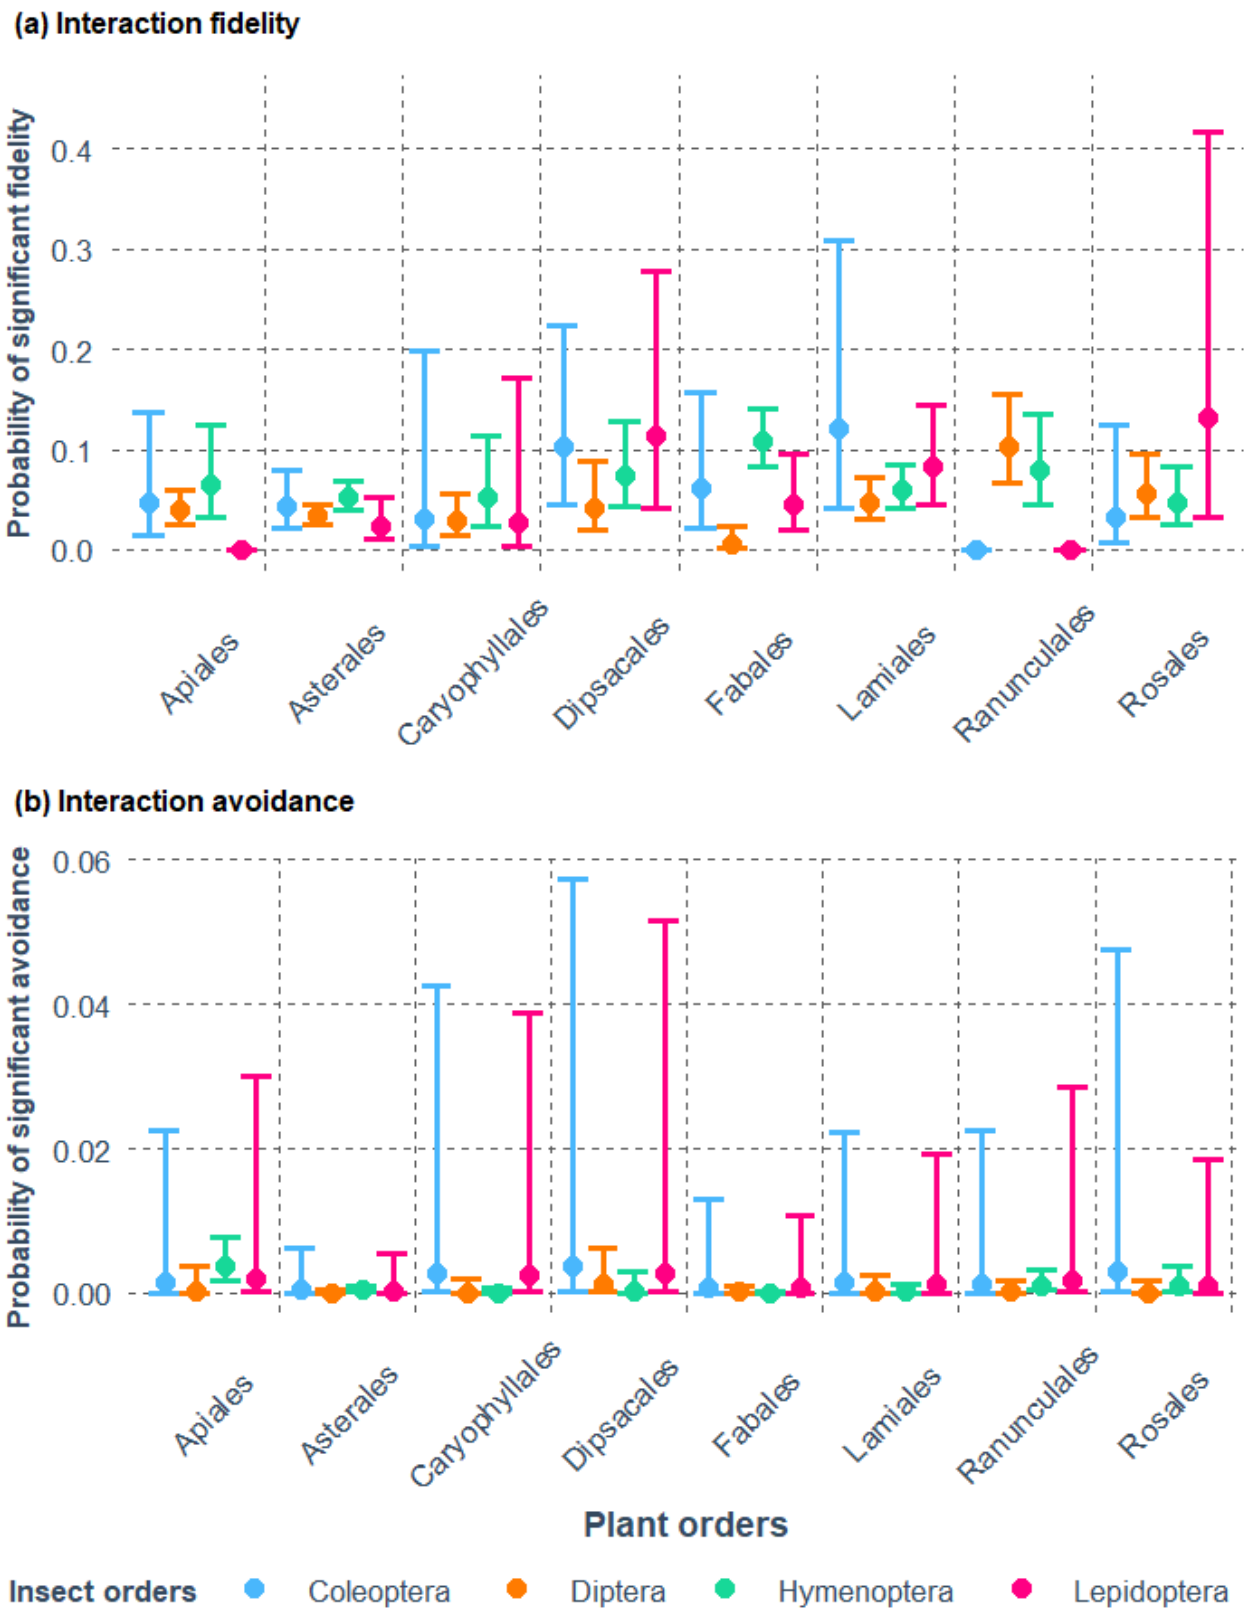 (a) Interaction fidelity
Probability of significant fidelity
0.4
0.3
0.2
0.1
0.0
Apiales
Asterales
Caryophyllales
Dipsacales
Fabales
Lamiales
Ranunculales
Rosales
(b) Interaction avoidance
Probability of significant avoidance
0.06
0.04
0.02
0.00
Apiales
Asterales
Caryophyllales
Dipsacales
Fabales
Lamiales
Ranunculales
Rosales
Plant orders
Insect orders Coleoptera Diptera Hymenoptera Lepidoptera